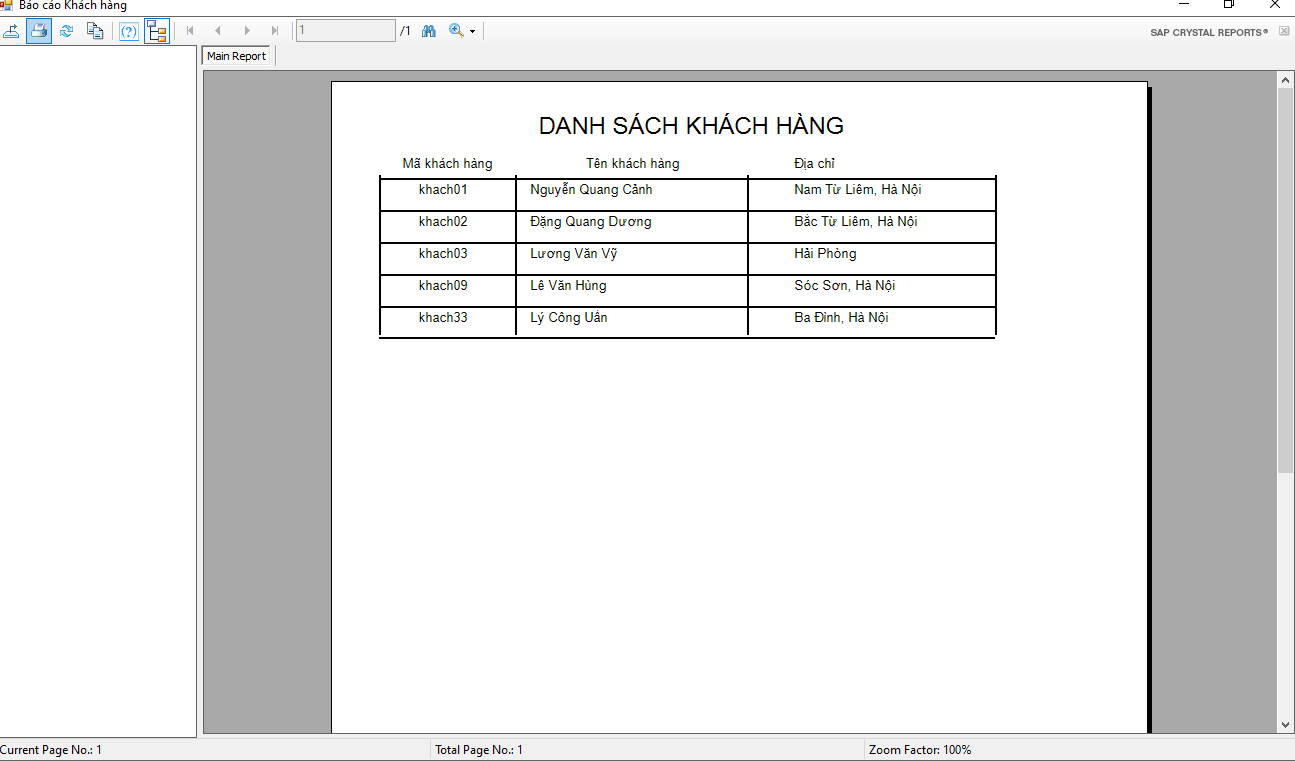 Báo cáo Khách hàng
1 /1 SAP CRYSTAL REPORTS®
Main Report
DANH SÁCH KHÁCH HÀNG
Mã khách hàng Tên khách hàng Địa chỉ
khach01 Nguyễn Quang Cảnh Nam Từ Liêm, Hà Nội
khach02 Đặng Quang Dương Bắc Từ Liêm, Hà Nội
khach03 Lương Văn Vỹ Hải Phòng
khach09 Lê Văn Hùng Sóc Sơn, Hà Nội
khach33 Lý Công Uẩn Ba Đình, Hà Nội
Current Page No.: 1 Total Page No.: 1 Zoom Factor: 100%